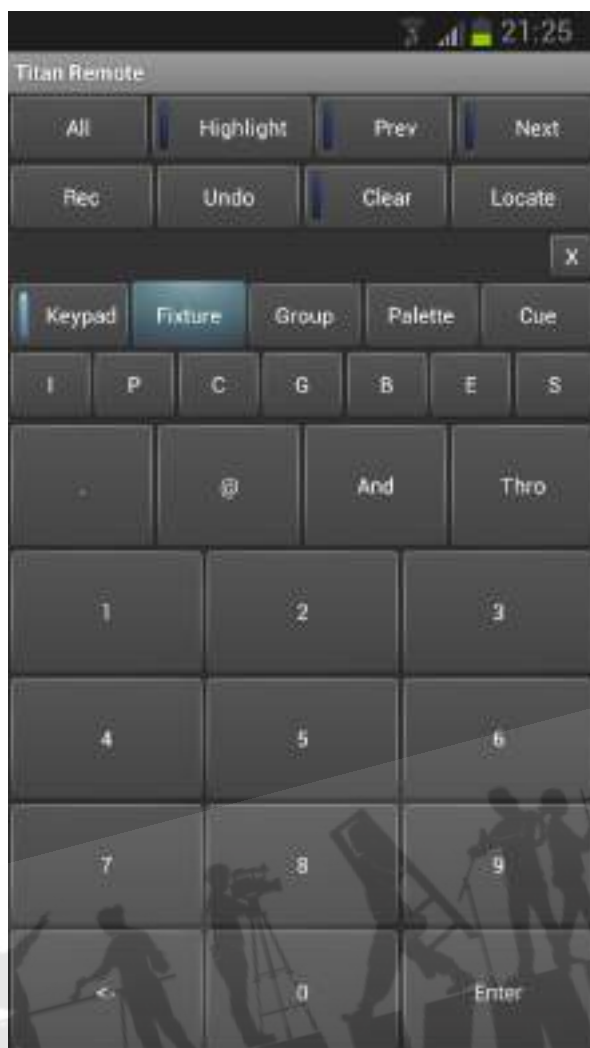 21:25
Titan Remote
All Highlight Prev Next
Rec Undo Clear Locate
X
Keypad Fixture Group Palette Cue
I P C G B E S
. @ And Thro
1 2 3
4 5 6
7 8 9
<- 0 Enter